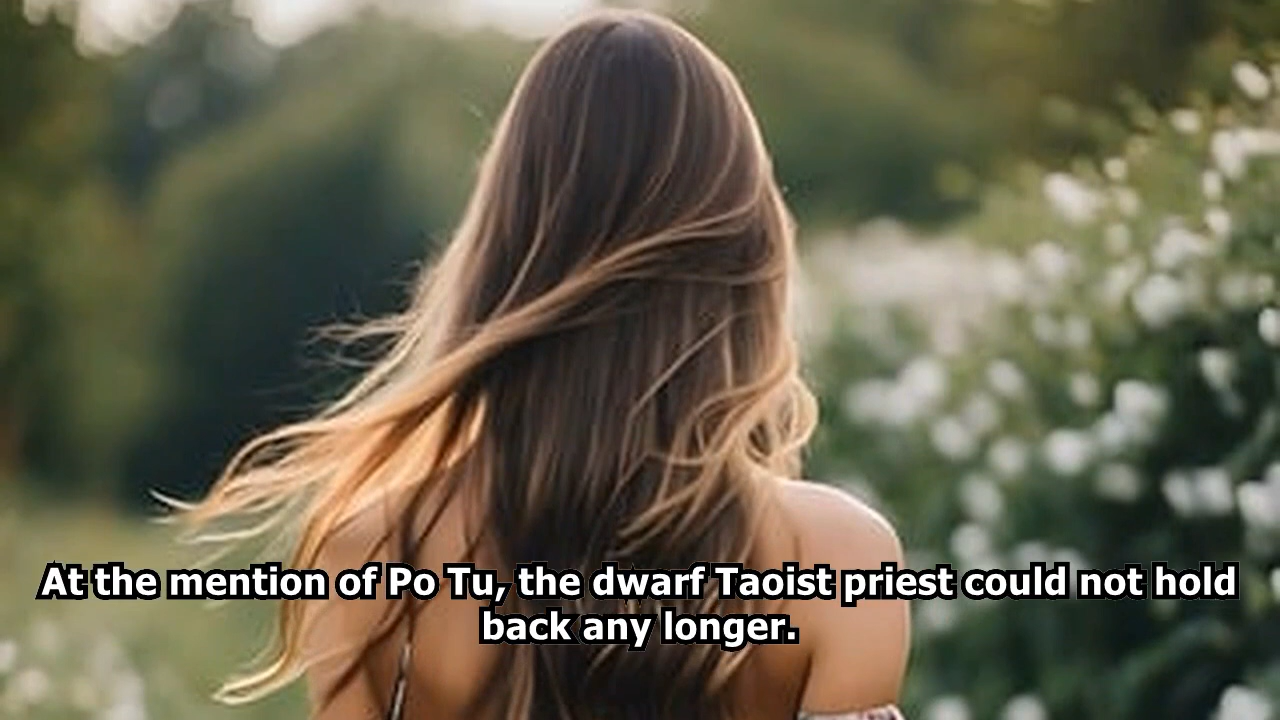 At the mention of Po Tu, the dwarf Taoist priest could not hold
back any longer.